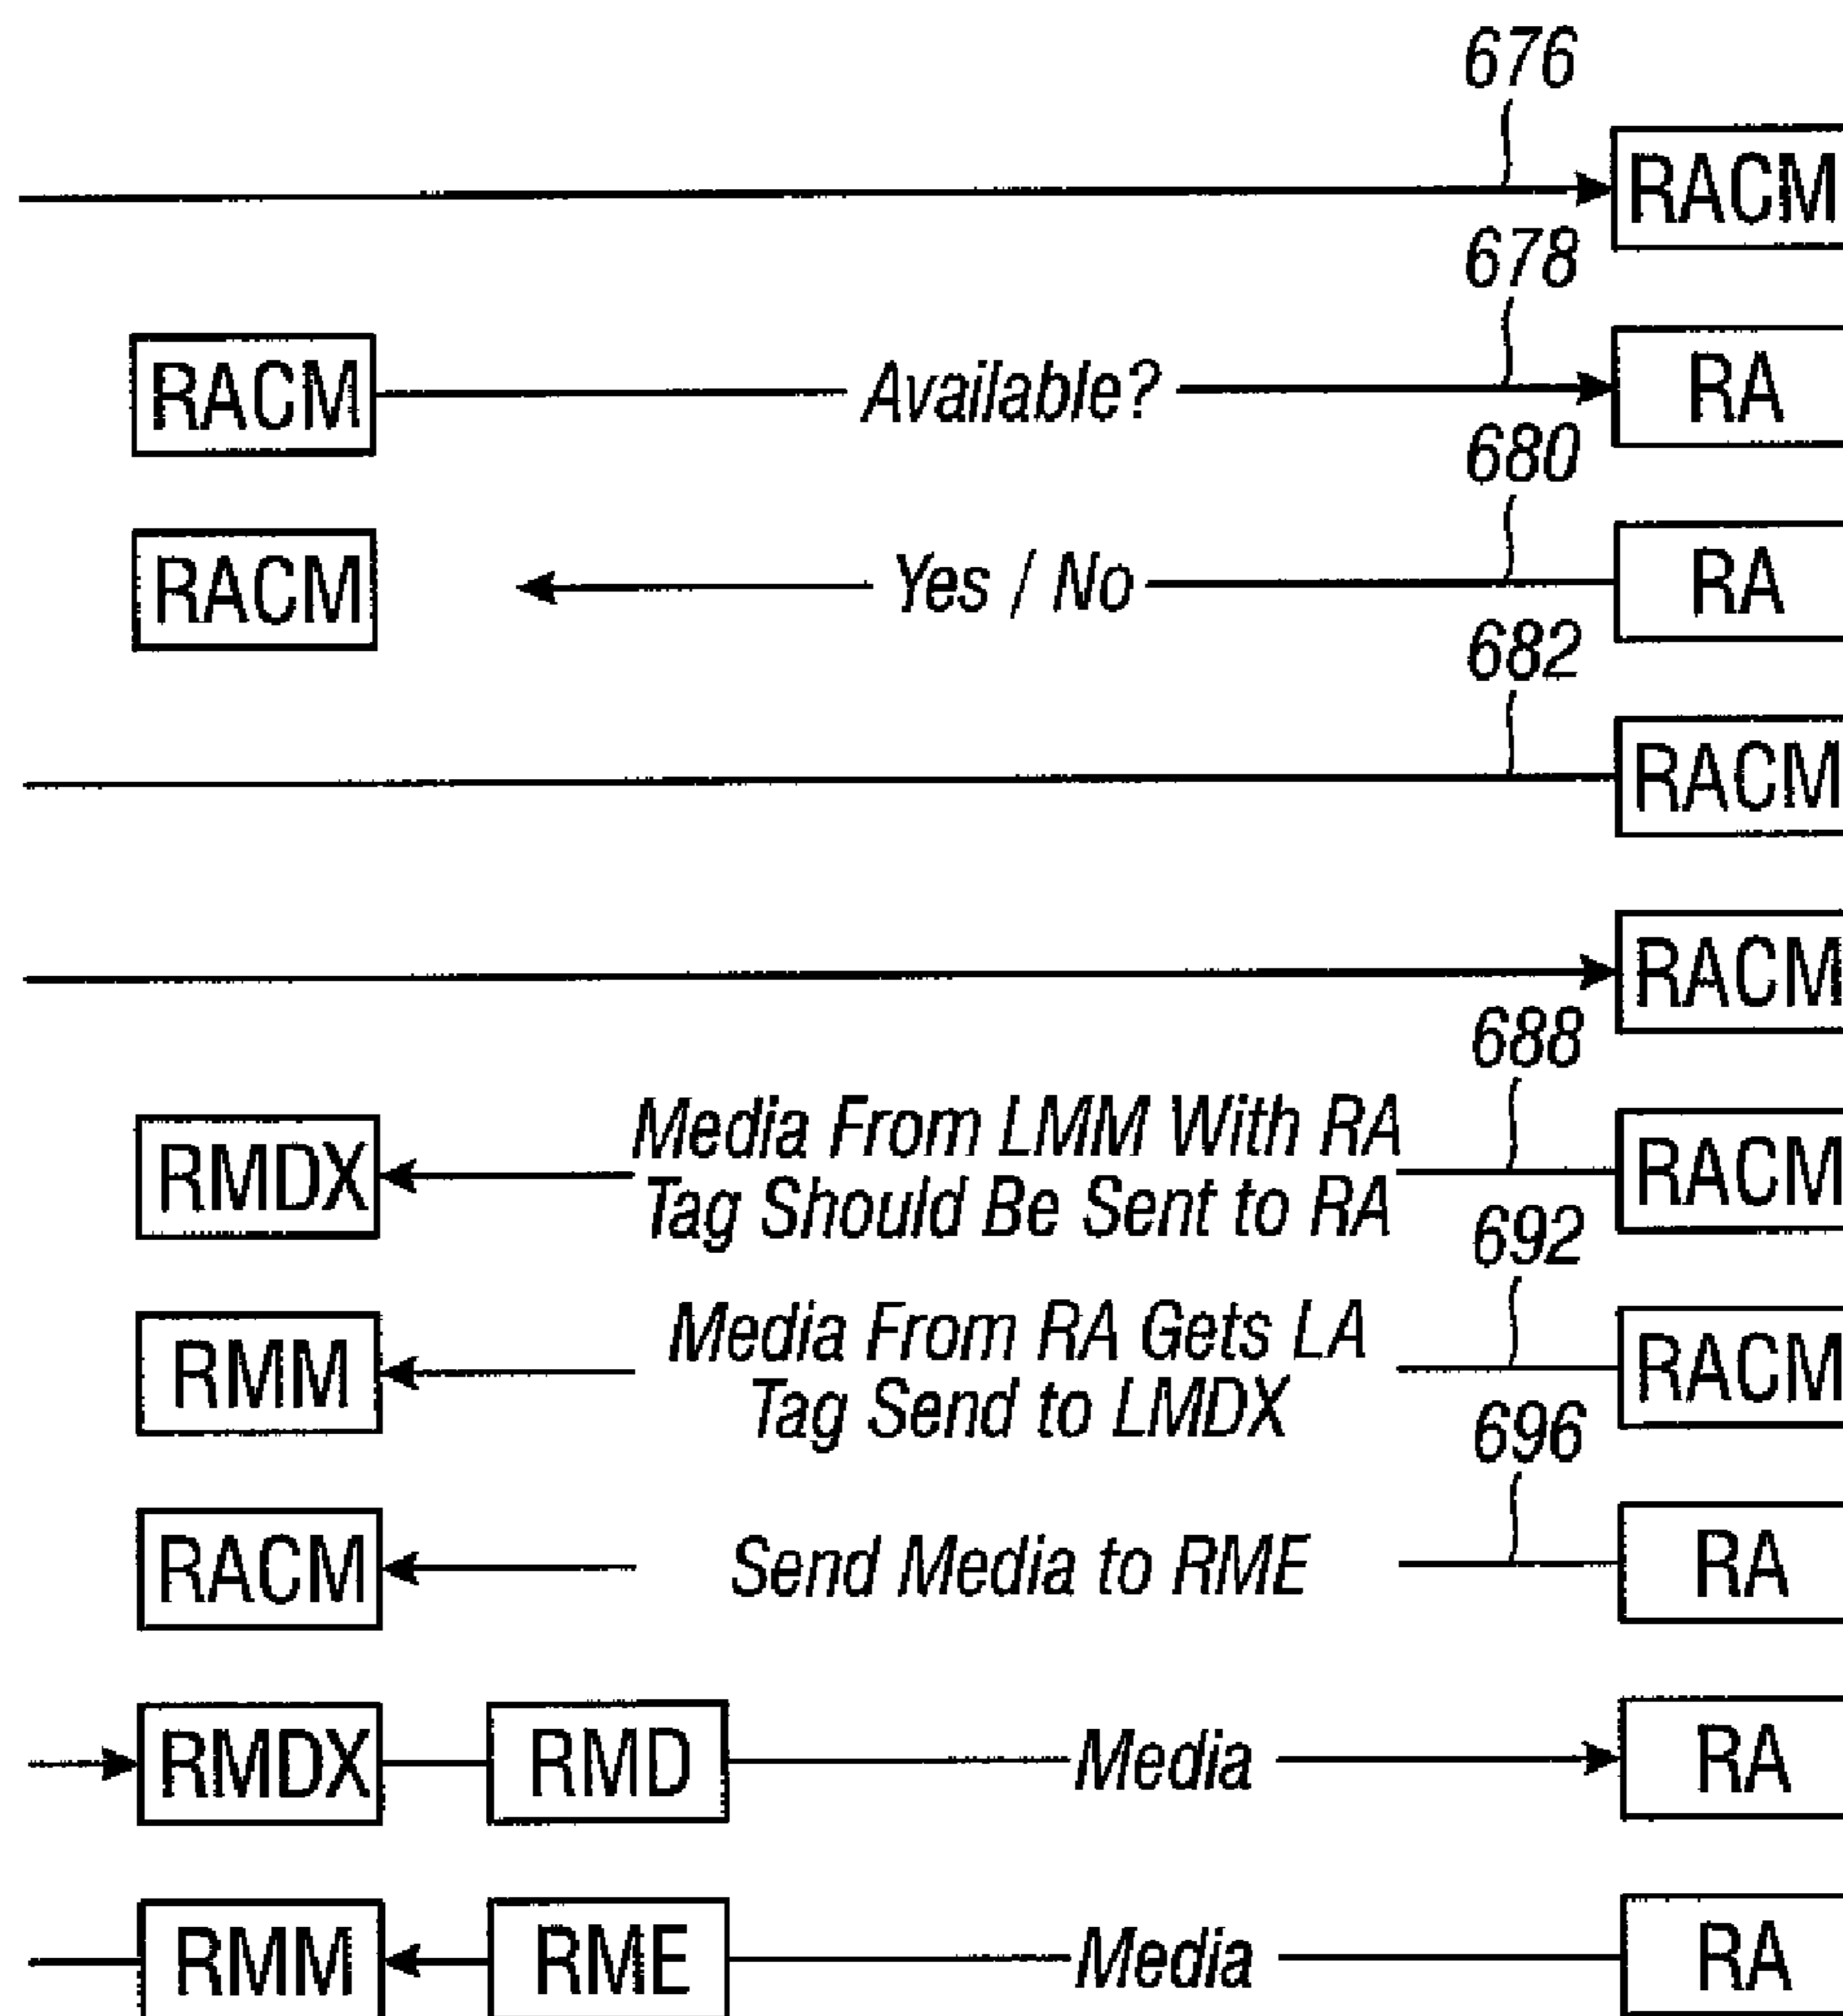 676
RACM
678
RACM Available? RA
680
RACM Yes / No RA
682
RACM
RACM
688
RMDX Media From LMM With RA RACM
Tag Should Be Sent to RA
692
RMM Media From RA Gets LA RACM
Tag Send to LMDX
696
RACM Send Media to RME RA
RMDX RMD Media RA
RMM RME Media RA